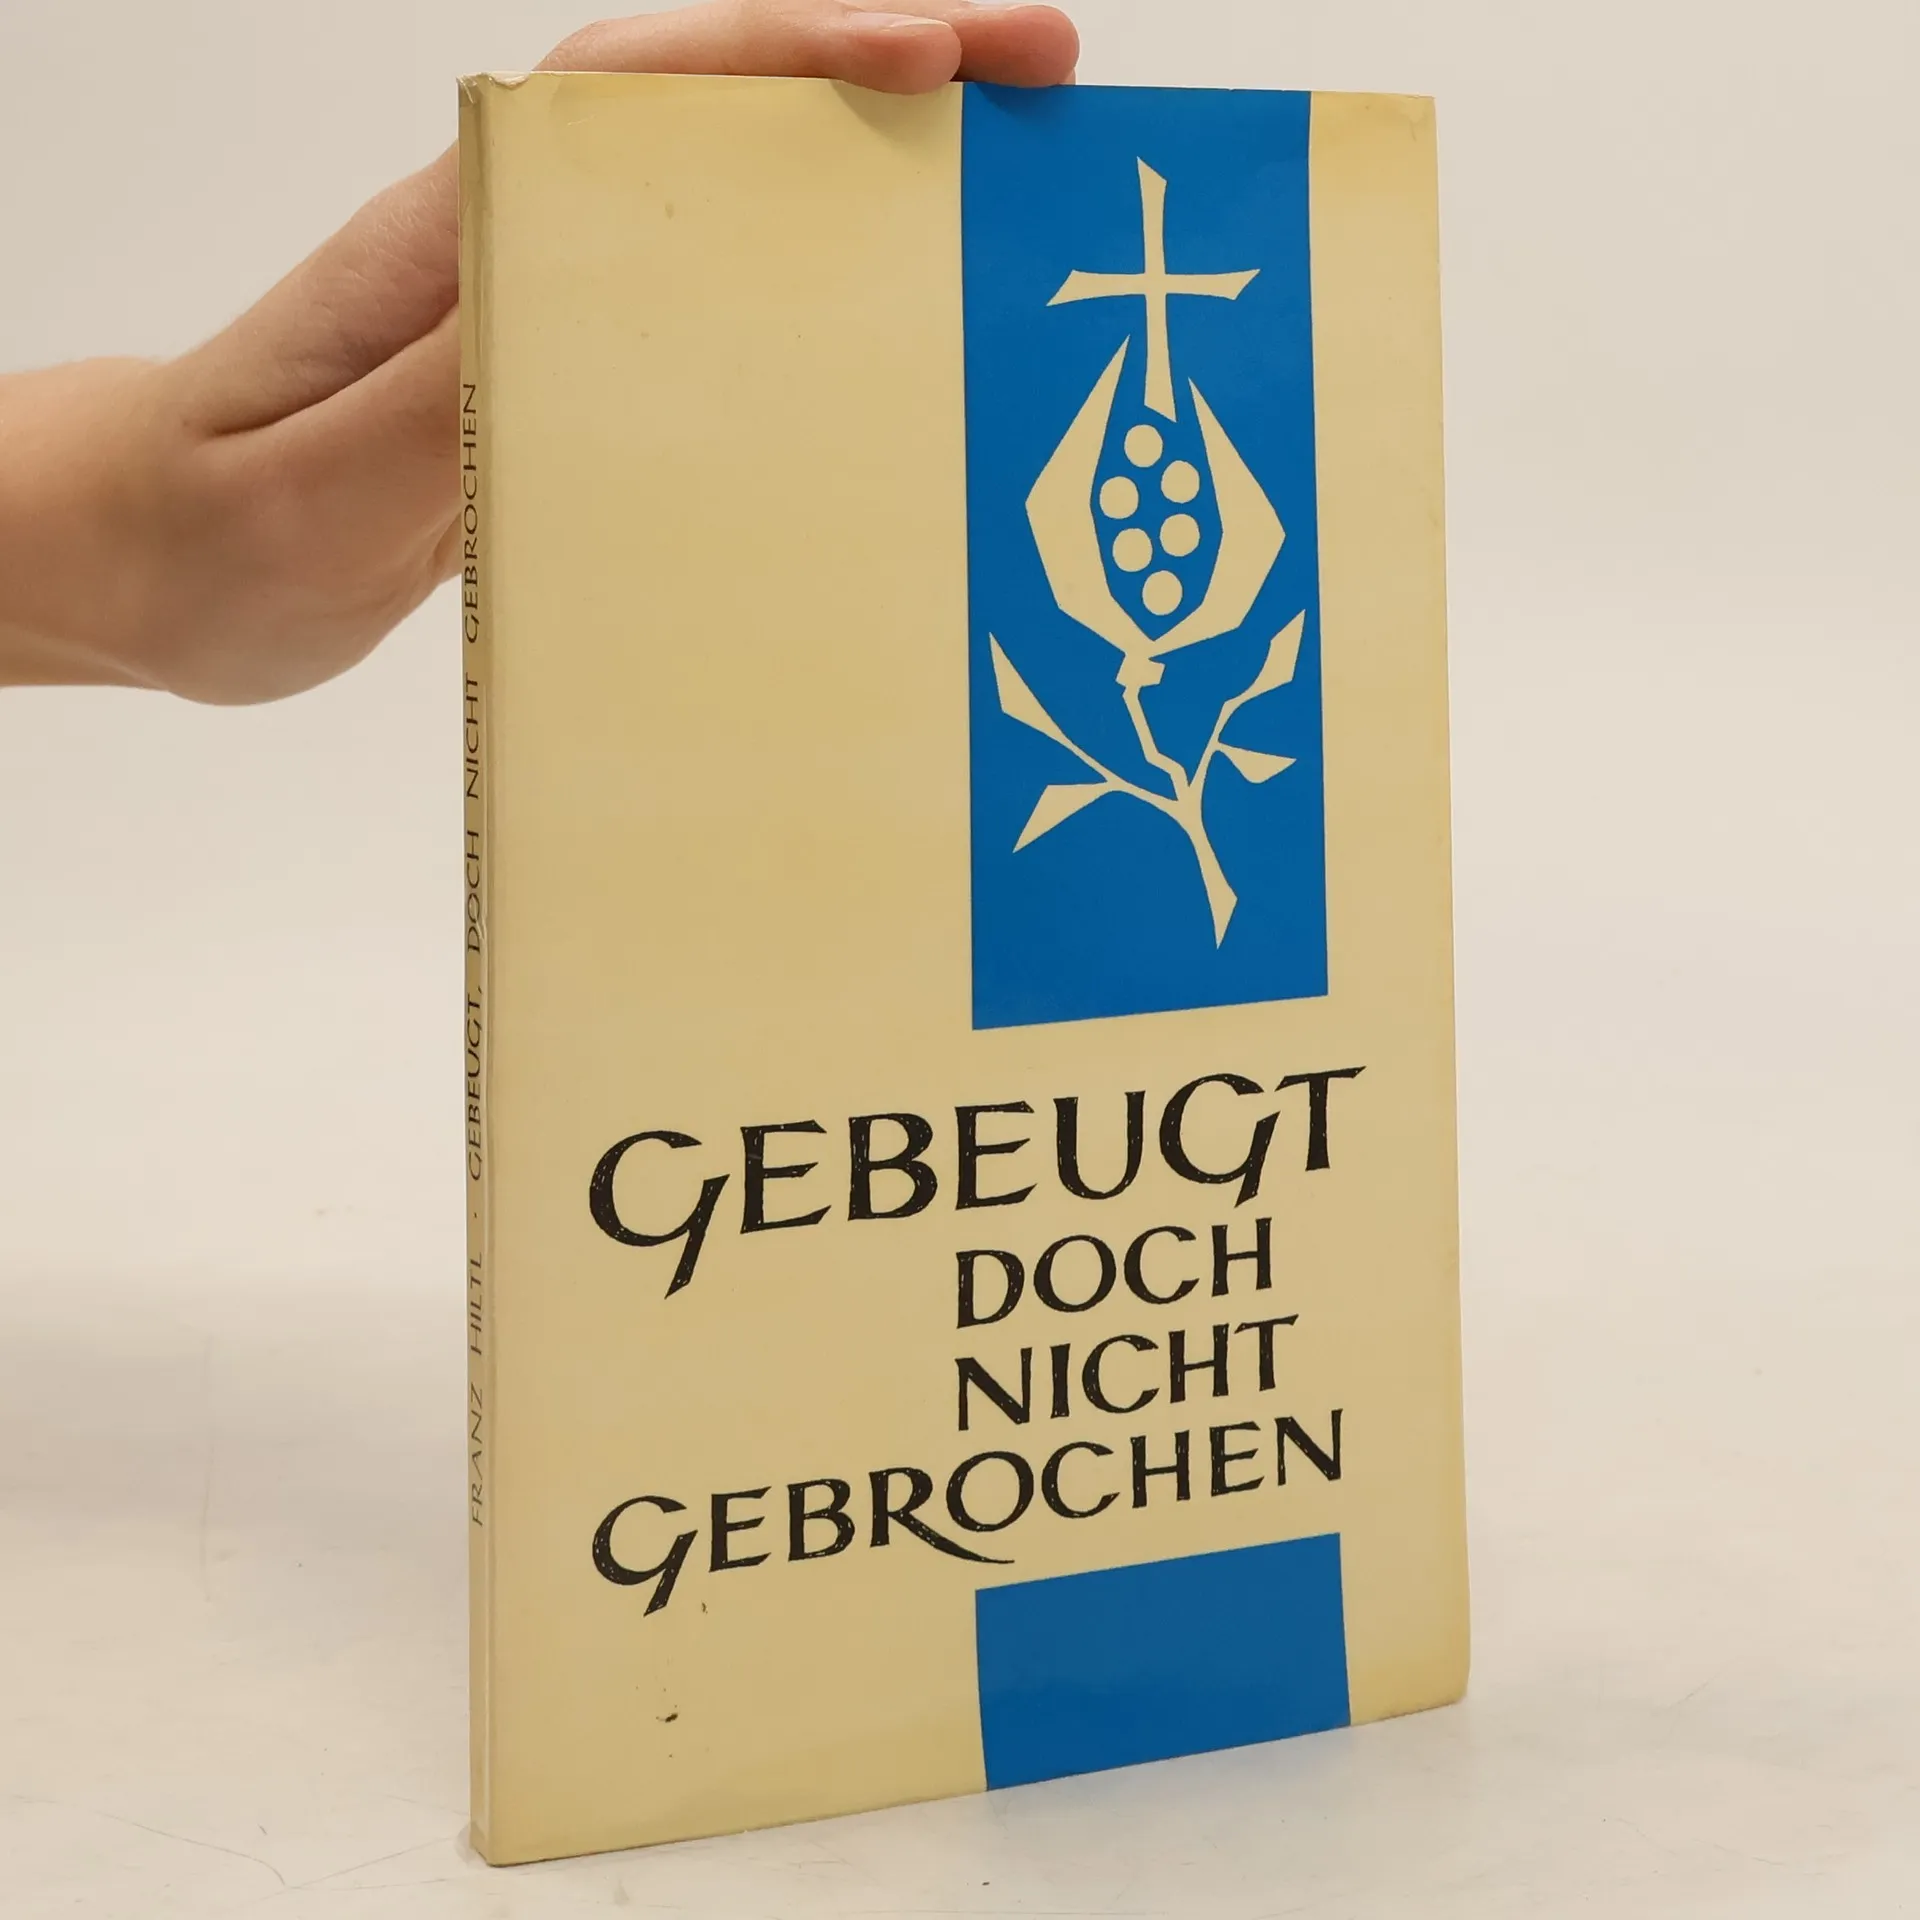 FRANZ HILTL · GEBEUGT, DOCH NICHT GEBROCHEN
GEBEUGT
DOCH
NICHT
GEBROCHEN